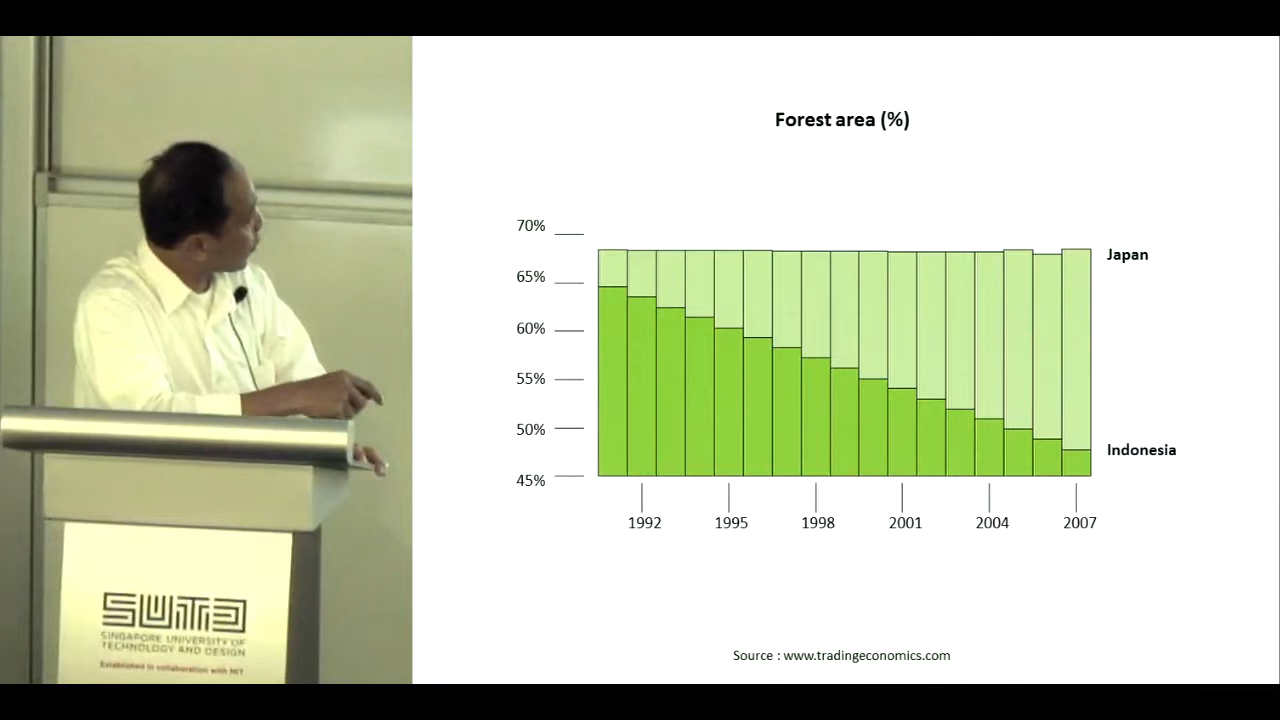 Forest area (%)
70%
65%
60%
55%
50%
45%
Japan
Indonesia
1992 1995 1998 2001 2004 2007
Source : www.tradingeconomics.com
SUTD
SINGAPORE UNIVERSITY OF
TECHNOLOGY AND DESIGN
Established in collaboration with MIT